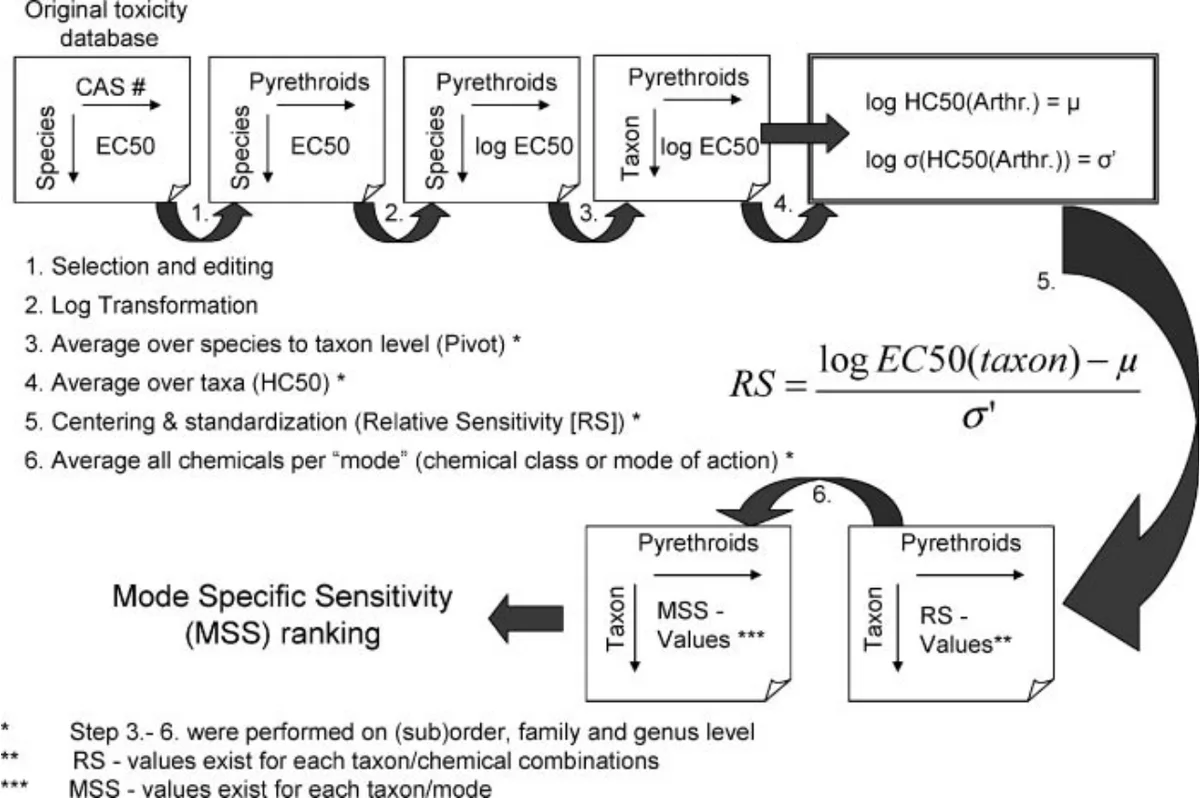 Original toxicity
database
CAS #
Species
EC50
Pyrethroids
Species
EC50
Pyrethroids
Species
log EC50
Pyrethroids
Taxon
log EC50
log HC50(Arthr.) = μ
log σ(HC50(Arthr.)) = σ'
1.
2.
3.
4.
5.
1. Selection and editing
2. Log Transformation
3. Average over species to taxon level (Pivot) *
4. Average over taxa (HC50) *
5. Centering & standardization (Relative Sensitivity [RS]) *
6. Average all chemicals per “mode” (chemical class or mode of action) *
RS = log EC50(taxon) – μ
σ'
6.
Pyrethroids
Taxon
MSS -
Values ***
Pyrethroids
Taxon
RS -
Values**
Mode Specific Sensitivity
(MSS) ranking
* Step 3.- 6. were performed on (sub)order, family and genus level
** RS - values exist for each taxon/chemical combinations
*** MSS - values exist for each taxon/mode